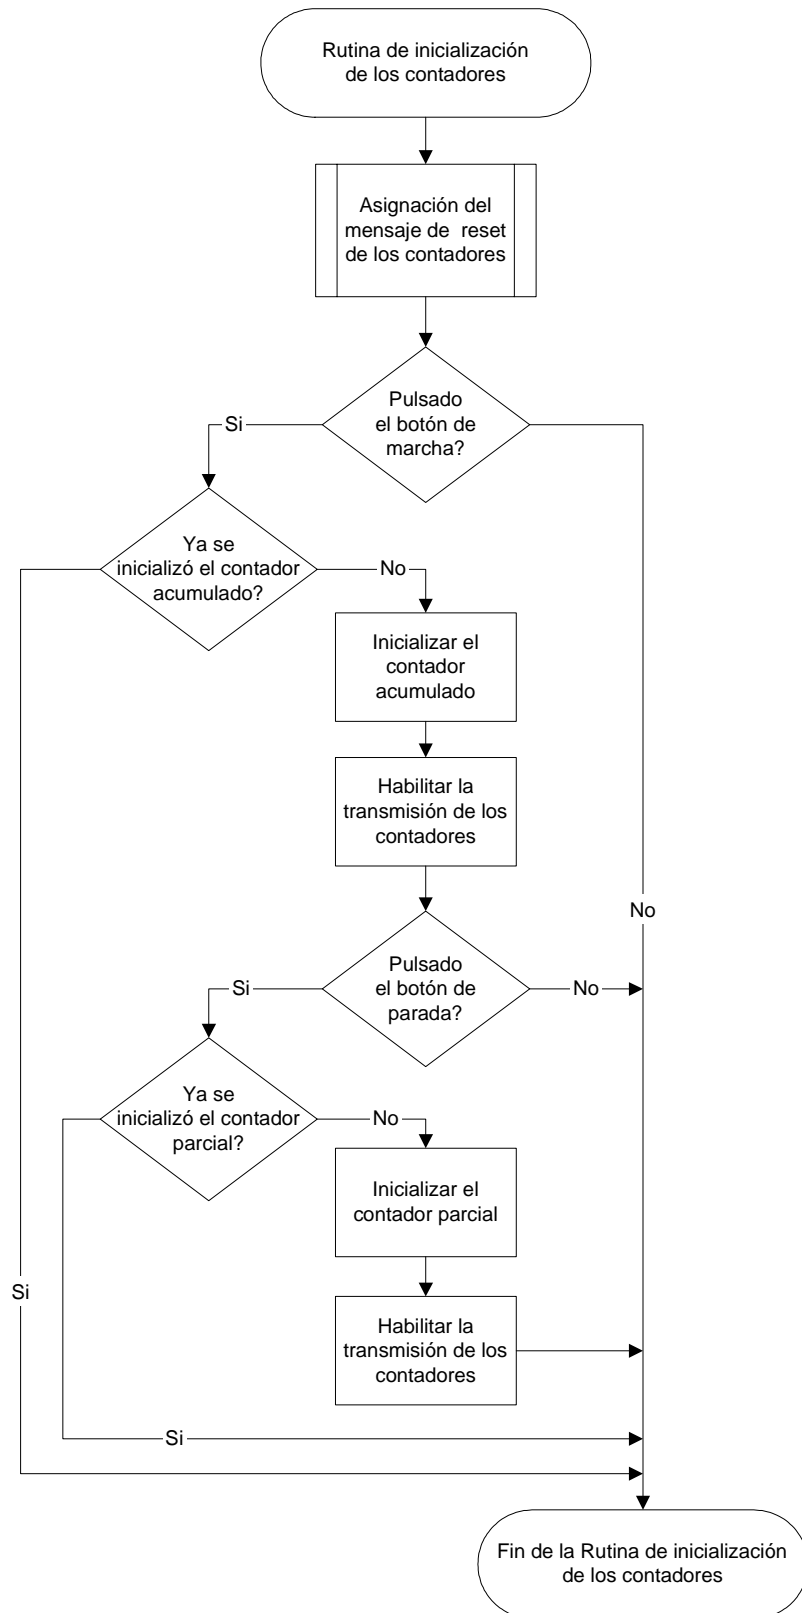 Rutina de inicialización
de los contadores
Asignación del
mensaje de reset
de los contadores
Pulsado
el botón de
marcha?
Si
Ya se
inicializó el contador
acumulado?
No
Inicializar el
contador
acumulado
Habilitar la
transmisión de los
contadores
No
Pulsado
el botón de
parada?
Si
No
Ya se
inicializó el contador
parcial?
No
Inicializar el
contador parcial
Si
Habilitar la
transmisión de los
contadores
Si
Fin de la Rutina de inicialización
de los contadores